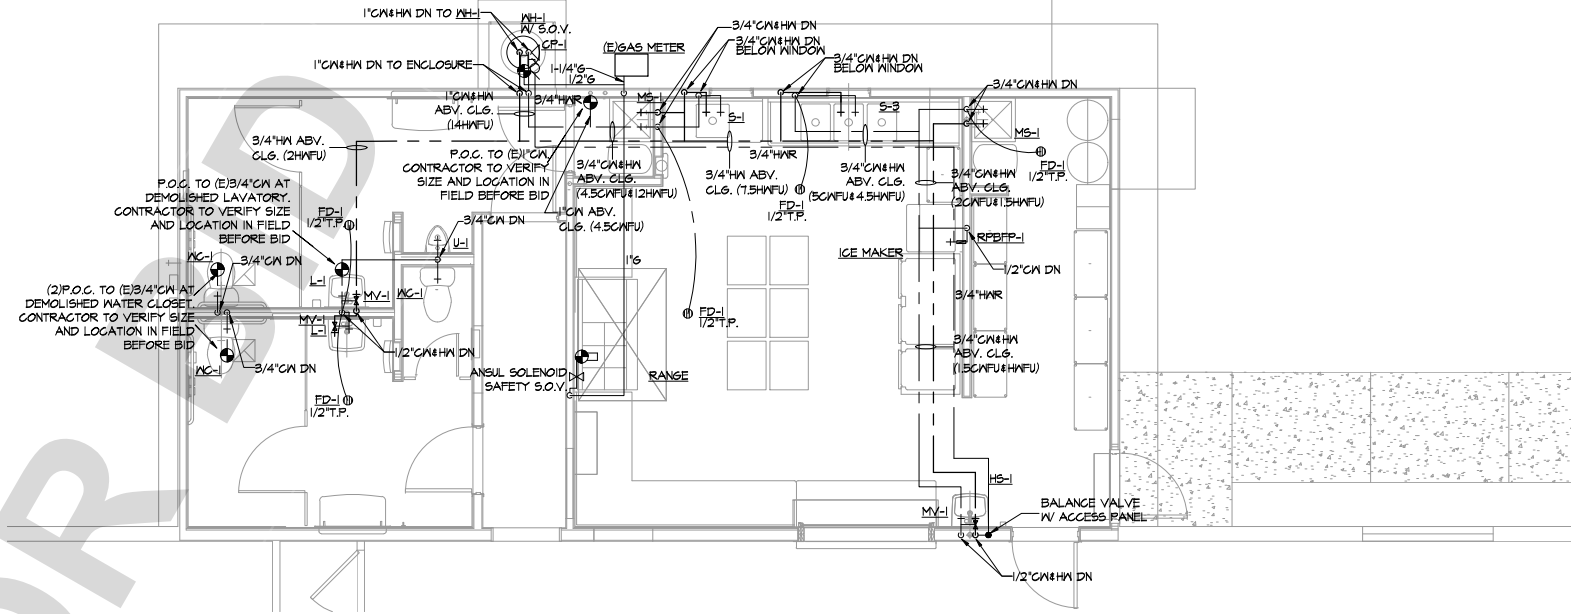 1"CW&HW DN TO WH-1
WH-1
W/ S.O.V.
CP-1
(E)GAS METER
3/4"CW&HW DN
3/4"CW&HW DN
BELOW WINDOW
3/4"CW&HW DN
BELOW WINDOW
1"CW&HW DN TO ENCLOSURE
1-1/4"G
1/2"G
3/4"CW&HW DN
1"CW&HW
ABV. CLG.
(14HWFU)
3/4"HWR
MS-1
S-1
S-3
MS-1
3/4"HW ABV.
CLG. (2HWFU)
P.O.C. TO (E)1"CW,
CONTRACTOR TO VERIFY
SIZE AND LOCATION IN
FIELD BEFORE BID
3/4"CW&HW
ABV. CLG.
(4.5CWFU&12HWFU)
3/4"HWR
3/4"HW ABV.
CLG. (7.5HWFU)
3/4"CW&HW
ABV. CLG.
(5CWFU&4.5HWFU)
3/4"CW&HW
ABV. CLG.
(2CWFU&1.5HWFU)
FD-1
1/2"T.P.
P.O.C. TO (E)3/4"CW AT
DEMOLISHED LAVATORY.
CONTRACTOR TO VERIFY SIZE
AND LOCATION IN FIELD
BEFORE BID
FD-1
1/2"T.P.
3/4"CW DN
U-1
1"CW ABV.
CLG. (4.5CWFU)
FD-1
1/2"T.P.
RPBFP-1
ICE MAKER
1/2"CW DN
WC-1
3/4"CW DN
1"G
L-1
MV-1
WC-1
(2)P.O.C. TO (E)3/4"CW AT
DEMOLISHED WATER CLOSET.
CONTRACTOR TO VERIFY SIZE
AND LOCATION IN FIELD
BEFORE BID
3/4"HWR
MV-1
L-1
FD-1
1/2"T.P.
3/4"CW&HW
ABV. CLG.
(1.5CWFU&HWFU)
1/2"CW&HW DN
WC-1
3/4"CW DN
ANSUL SOLENOID
SAFETY S.O.V.
RANGE
FD-1
1/2"T.P.
HS-1
MV-1
BALANCE VALVE
W/ ACCESS PANEL
1/2"CW&HW DN
OR BID